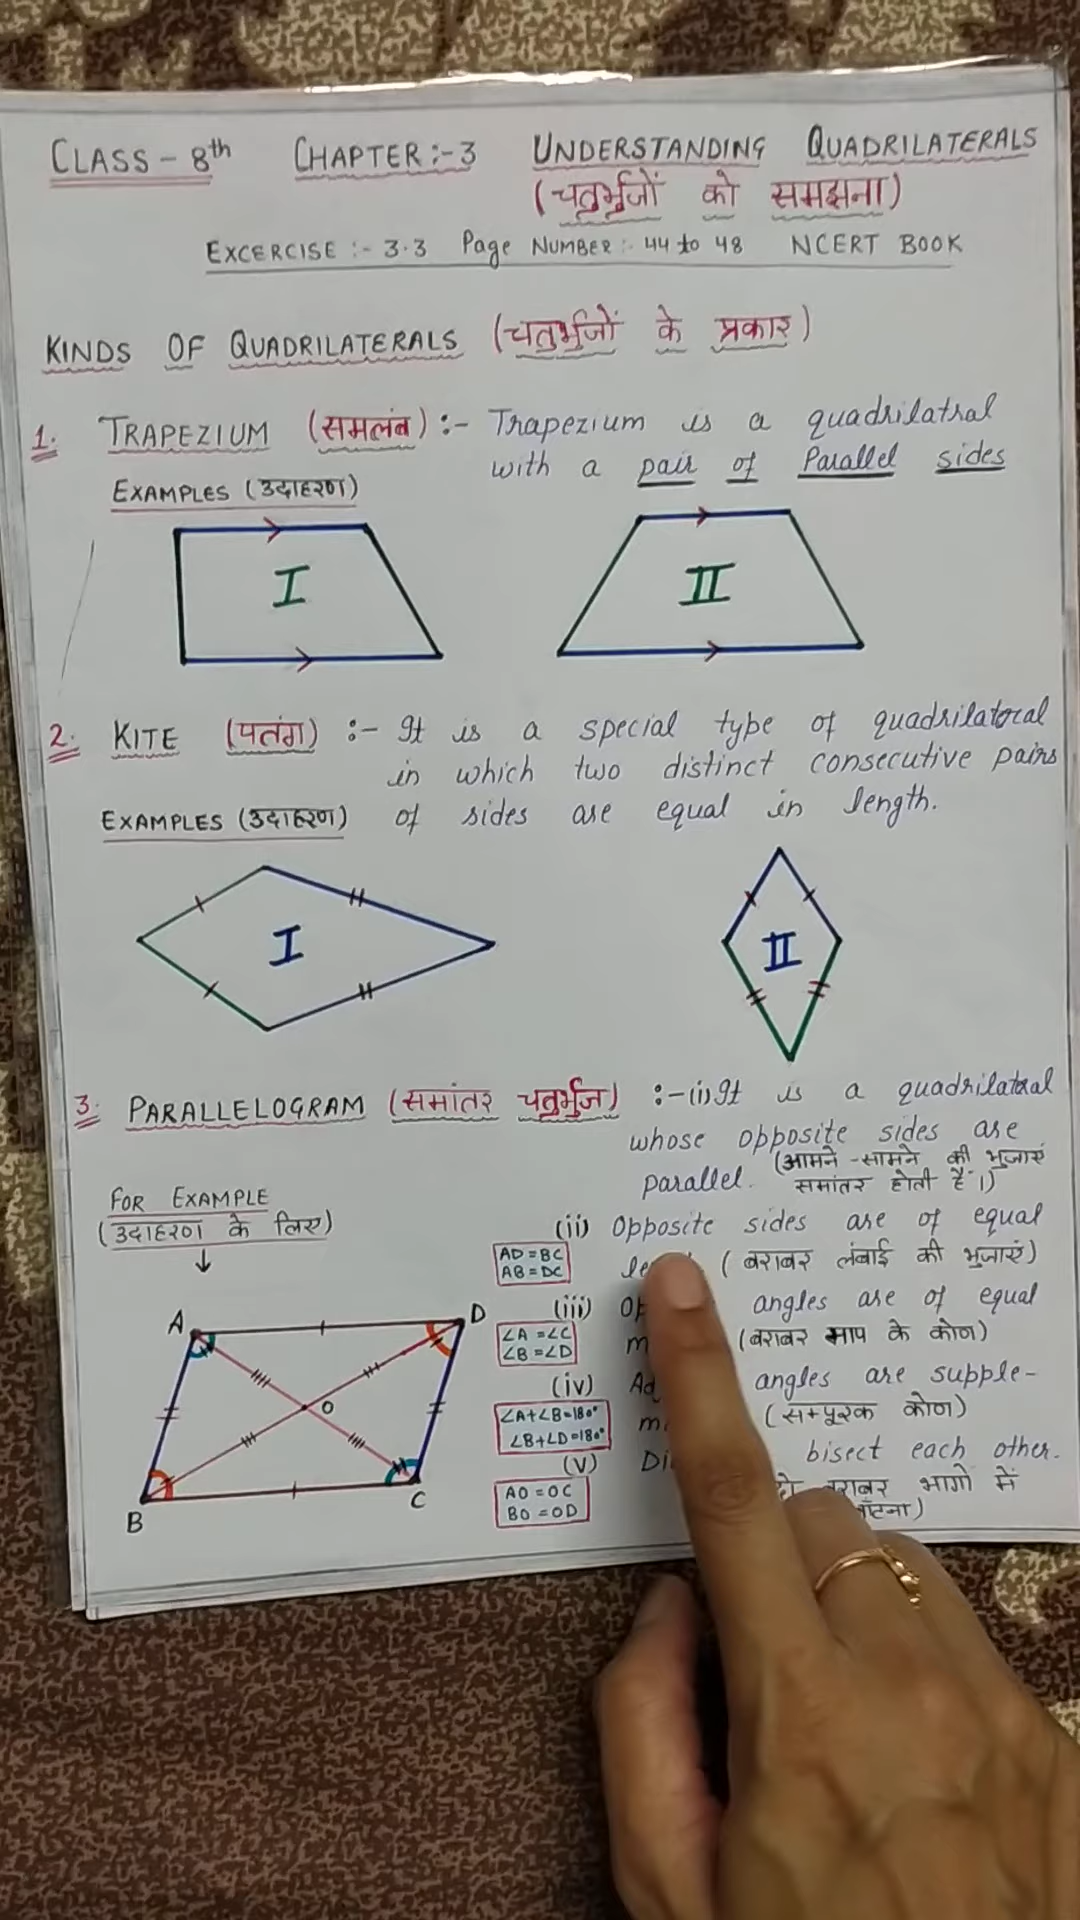 CLASS - 8th CHAPTER :- 3 UNDERSTANDING QUADRILATERALS
(चतुर्भुजों को समझना)
EXCERCISE :- 3.3 Page NUMBER :- 44 to 48 NCERT BOOK
KINDS OF QUADRILATERALS (चतुर्भुजों के प्रकार)
1. TRAPEZIUM (समलंब) :- Trapezium is a quadrilatral
with a pair of Parallel sides
EXAMPLES (उदाहरण)
I
II
2. KITE (पतंग) :- It is a special type of quadrilateral
in which two distinct consecutive pairs
EXAMPLES (उदाहरण) of sides are equal in length.
I
II
3. PARALLELOGRAM (समांतर चतुर्भुज) :- (i) It is a quadrilateral
whose opposite sides are
parallel. (आमने-सामने की भुजाएं
समांतर होती हैं।)
FOR EXAMPLE
(उदाहरण के लिए)
(ii) Opposite sides are of equal
AD = BC
AB = DC
(बराबर लंबाई की भुजाएं)
(iii) angles are of equal
∠A = ∠C
∠B = ∠D
(बराबर माप के कोण)
(iv) angles are supple-
∠A+∠B=180°
∠B+∠D=180°
(सम्पूरक कोण)
(v) bisect each other.
AO = OC
BO = OD
बराबर भागों में
A
D
O
B
C